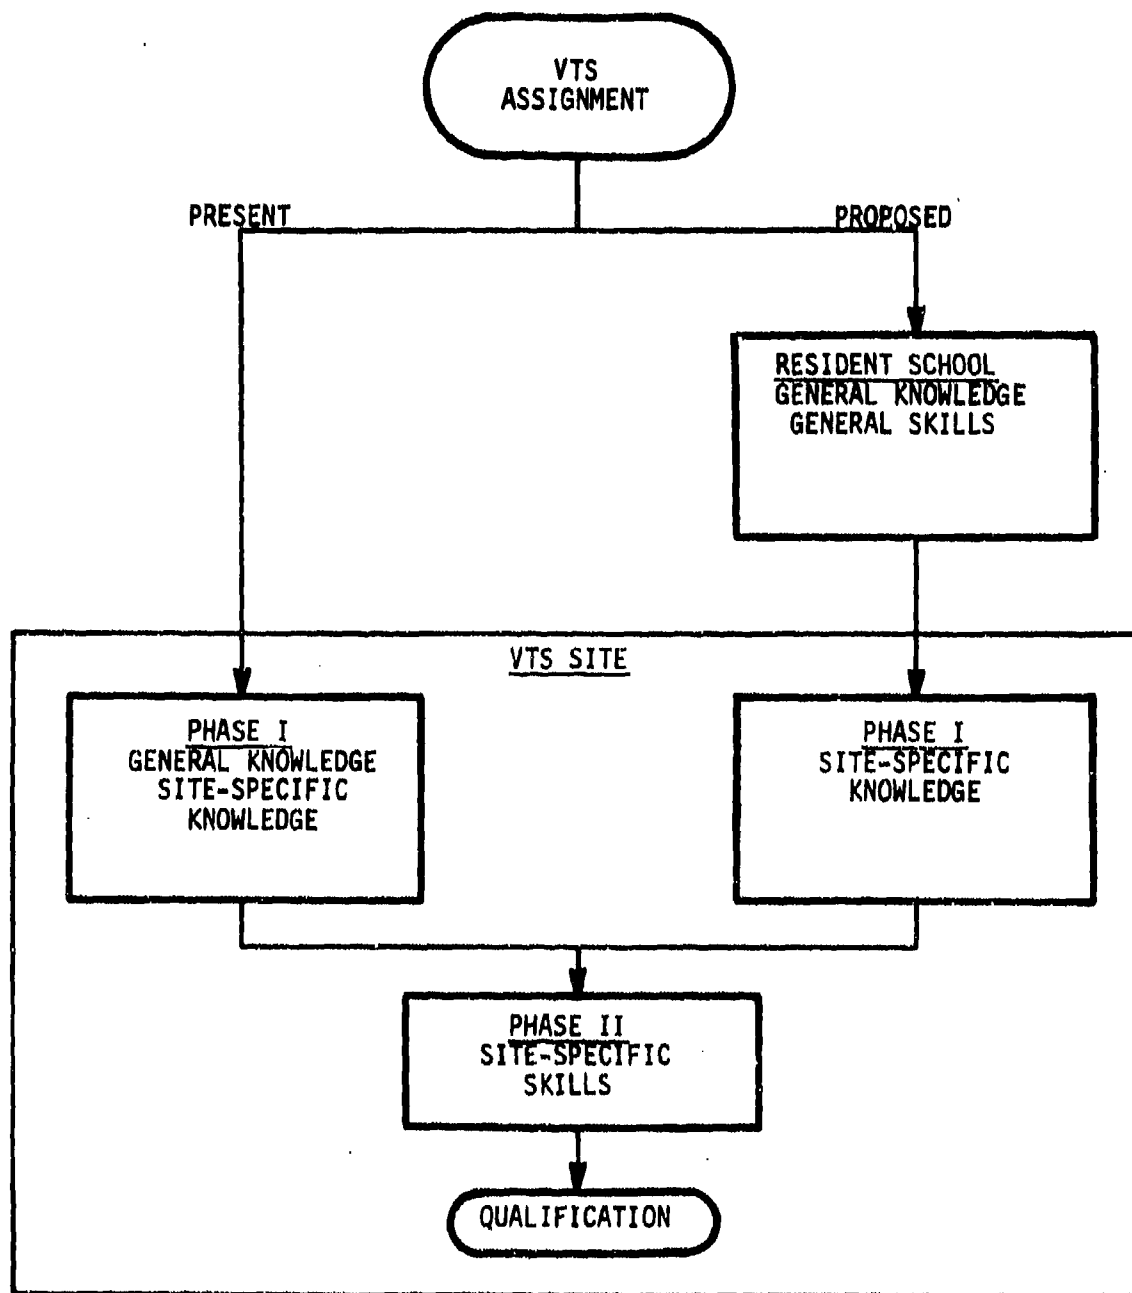 VTS
ASSIGNMENT
PRESENT
PROPOSED
RESIDENT SCHOOL
GENERAL KNOWLEDGE
GENERAL SKILLS
VTS SITE
PHASE I
GENERAL KNOWLEDGE
SITE-SPECIFIC
KNOWLEDGE
PHASE I
SITE-SPECIFIC
KNOWLEDGE
PHASE II
SITE-SPECIFIC
SKILLS
QUALIFICATION